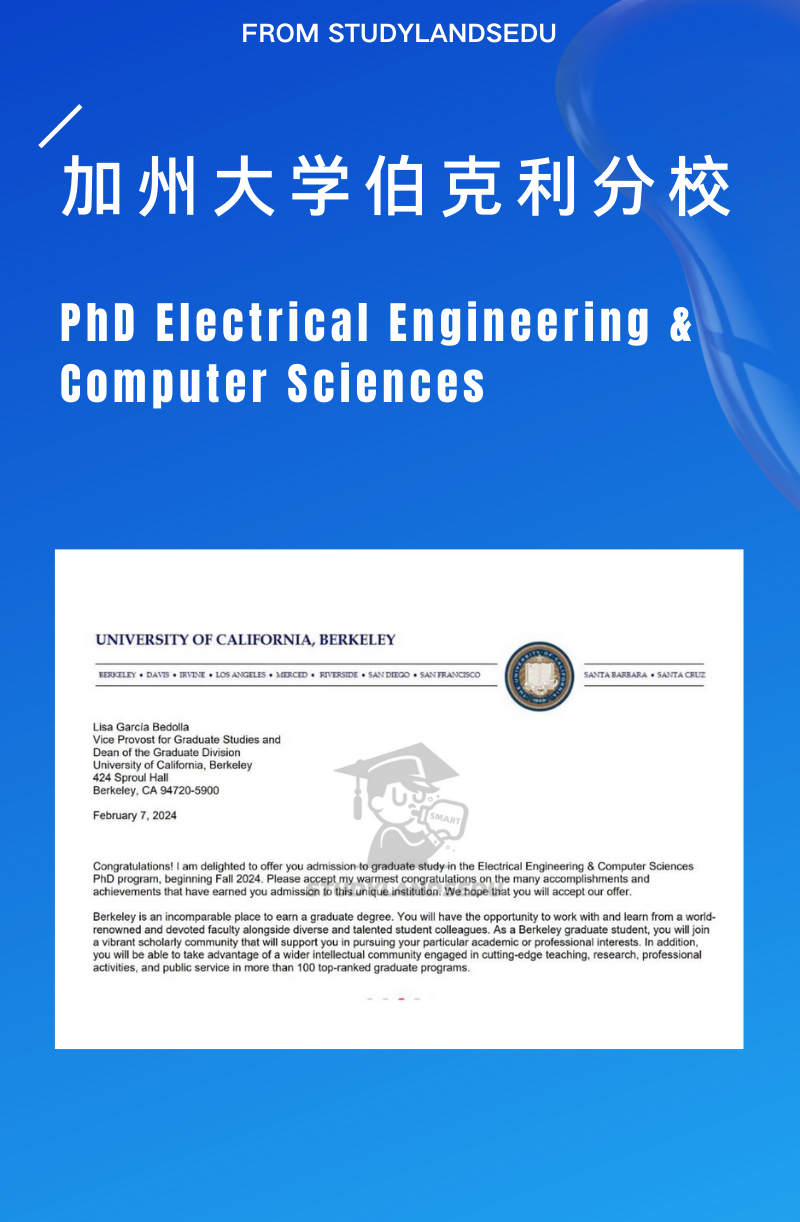 FROM STUDYLANDSEDU
加州大学伯克利分校
PhD Electrical Engineering &
Computer Sciences
UNIVERSITY OF CALIFORNIA, BERKELEY
BERKELEY • DAVIS • IRVINE • LOS ANGELES • MERCED • RIVERSIDE • SAN DIEGO • SAN FRANCISCO
SANTA BARBARA • SANTA CRUZ
Lisa García Bedolla
Vice Provost for Graduate Studies and
Dean of the Graduate Division
University of California, Berkeley
424 Sproul Hall
Berkeley, CA 94720-5900
February 7, 2024
SMART
Congratulations! I am delighted to offer you admission to graduate study in the Electrical Engineering & Computer Sciences
PhD program, beginning Fall 2024. Please accept my warmest congratulations on the many accomplishments and
achievements that have earned you admission to this unique institution. We hope that you will accept our offer.
STUDYLANDSEDU
Berkeley is an incomparable place to earn a graduate degree. You will have the opportunity to work with and learn from a world-
renowned and devoted faculty alongside diverse and talented student colleagues. As a Berkeley graduate student, you will join
a vibrant scholarly community that will support you in pursuing your particular academic or professional interests. In addition,
you will be able to take advantage of a wider intellectual community engaged in cutting-edge teaching, research, professional
activities, and public service in more than 100 top-ranked graduate programs.